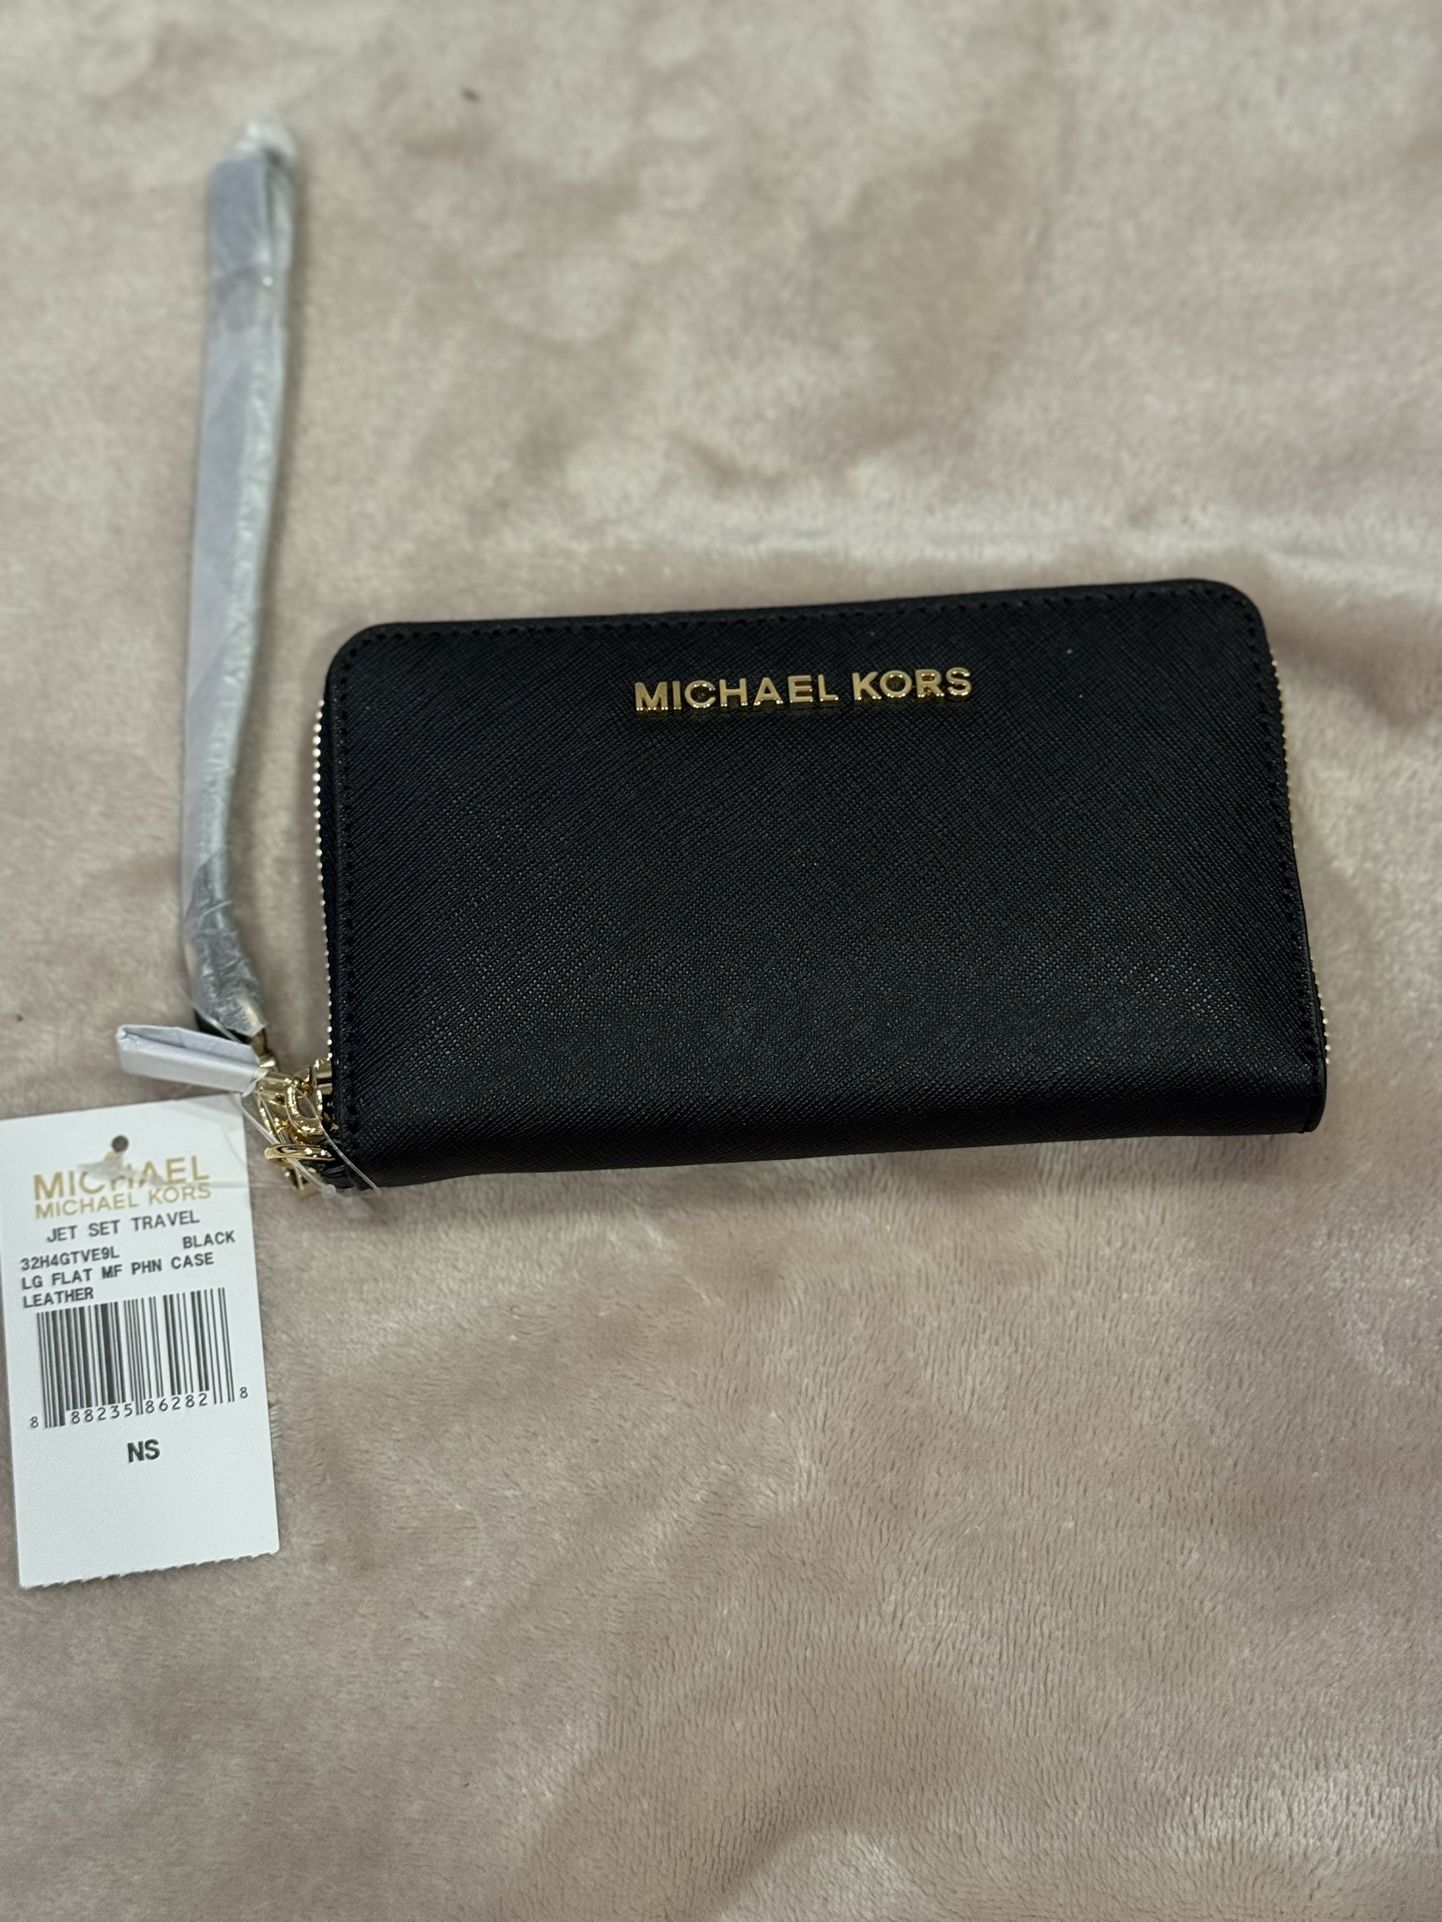 MICHAEL KORS
MICHAEL
MICHAEL KORS
JET SET TRAVEL
32H4GTVE9L BLACK
LG FLAT MF PHN CASE
LEATHER
8 88235 86282 8
NS